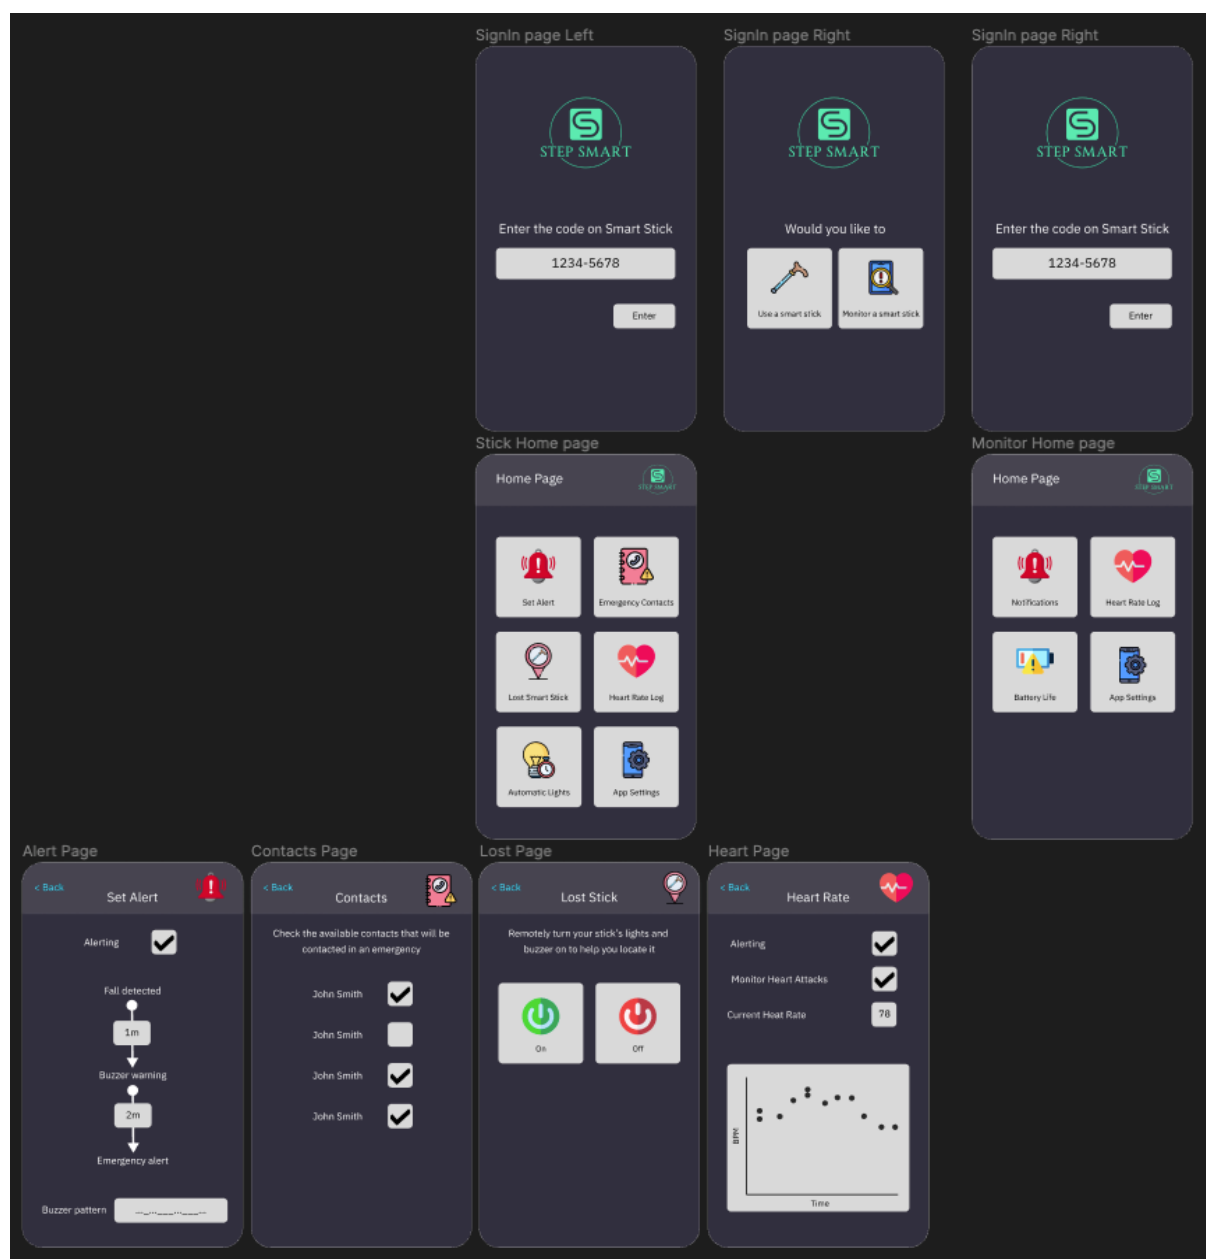 SignIn page Left
SignIn page Right
SignIn page Right
STEP SMART
STEP SMART
STEP SMART
Enter the code on Smart Stick
Would you like to
Enter the code on Smart Stick
1234-5678
Use a smart stick
Monitor a smart stick
1234-5678
Enter
Enter
Stick Home page
Monitor Home page
Home Page
STEP SMART
Home Page
STEP SMART
Set Alert
Emergency Contacts
Notifications
Heart Rate Log
Lost Smart Stick
Heart Rate Log
Battery Life
App Settings
Automatic Lights
App Settings
Alert Page
Contacts Page
Lost Page
Heart Page
< Back
Set Alert
< Back
Contacts
< Back
Lost Stick
< Back
Heart Rate
Alerting
Fall detected
1m
Buzzer warning
2m
Emergency alert
Buzzer pattern
Check the available contacts that will be
contacted in an emergency
John Smith
John Smith
John Smith
John Smith
Remotely turn your stick's lights and
buzzer on to help you locate it
On
Off
Alerting
Monitor Heart Attacks
Current Heat Rate
78
BPM
Time